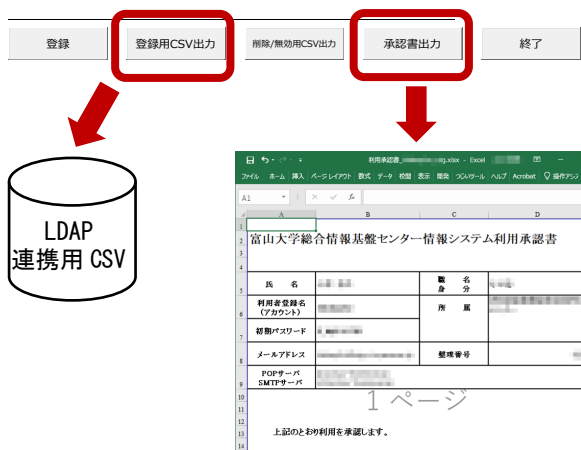 登録
登録用CSV出力
削除/無効用CSV出力
承認書出力
終了
LDAP
連携用 CSV
利用承認書_
.xlsx - Excel
ファイル ホーム 挿入 ページレイアウト 数式 データ 校閲 表示 開発 ヘルプ Acrobat 操作アシ
A1
A B C D
1
2 富山大学総合情報基盤センター情報システム利用承認書
3
4
5 氏 名 職 名
身 分
6 利用者登録名
(アカウント) 所 属
7 初期パスワード
8 メールアドレス 整理番号
9 POPサーバ
SMTPサーバ
10
1 ページ
11
12
13 上記のとおり利用を承認します。
14